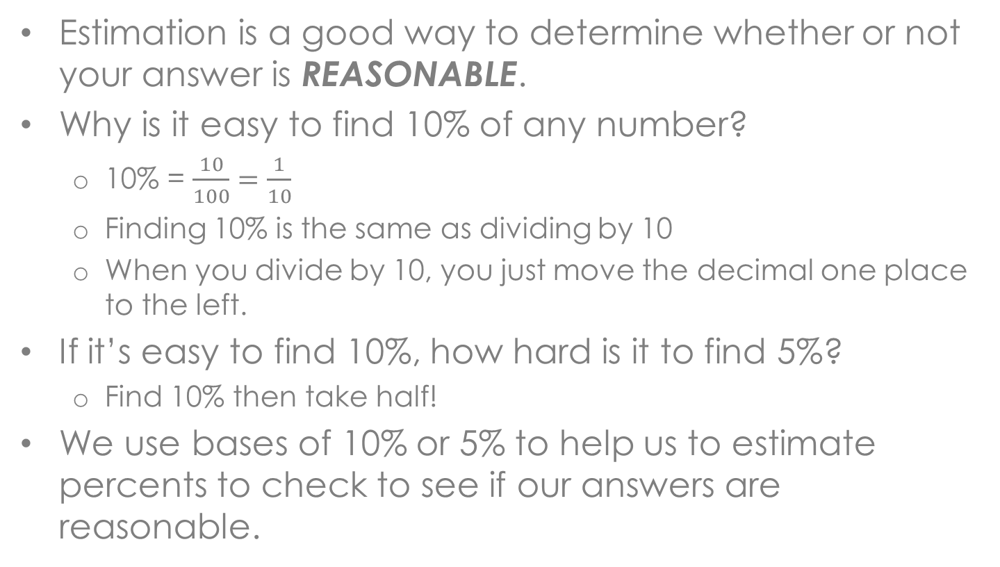 • Estimation is a good way to determine whether or not
your answer is REASONABLE.
• Why is it easy to find 10% of any number?
o 10% = 10/100 = 1/10
o Finding 10% is the same as dividing by 10
o When you divide by 10, you just move the decimal one place
to the left.
• If it’s easy to find 10%, how hard is it to find 5%?
o Find 10% then take half!
• We use bases of 10% or 5% to help us to estimate
percents to check to see if our answers are
reasonable.